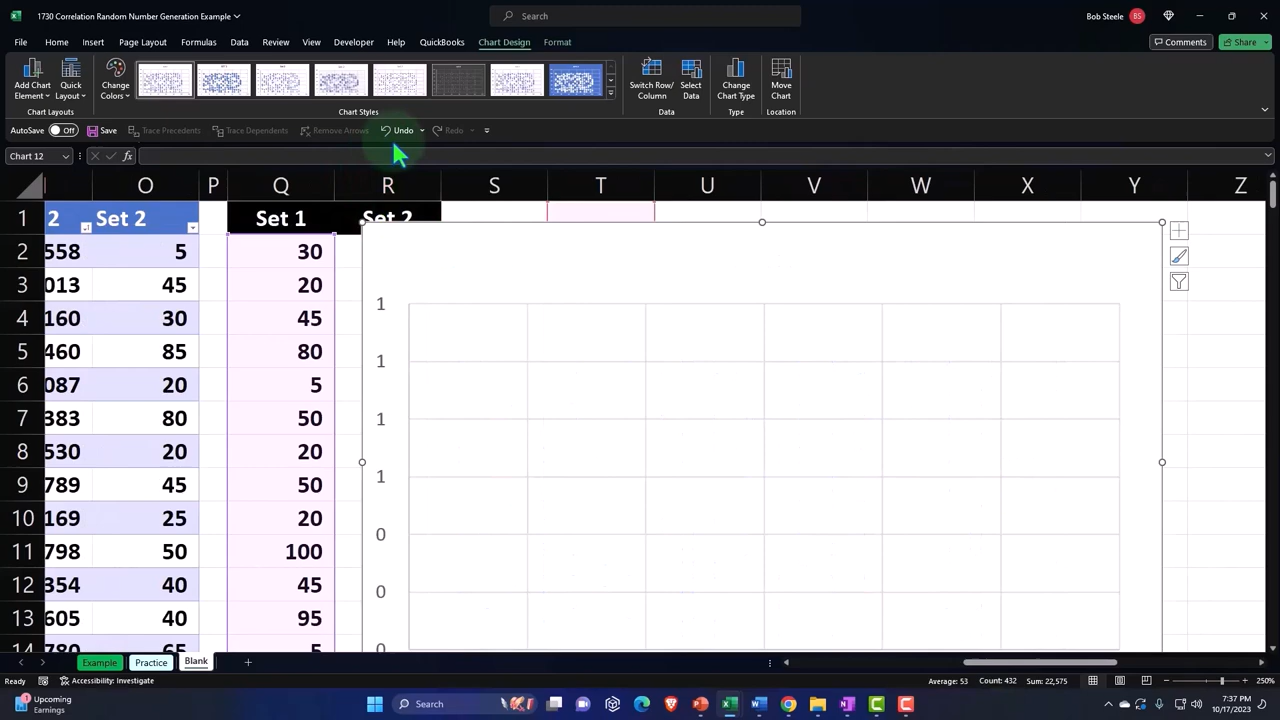 1730 Correlation Random Number Generation Example
Search
Bob Steele BS
File Home Insert Page Layout Formulas Data Review View Developer Help QuickBooks Chart Design Format
Comments Share
Add Chart Element
Quick Layout
Change Colors
Switch Row/ Column
Select Data
Change Chart Type
Move Chart
Chart Layouts Chart Styles Data Type Location
AutoSave Off Save Trace Precedents Trace Dependents Remove Arrows Undo Redo
Chart 12 fx
O P Q R S T U V W X Y Z
1 2 Set 2 Set 1 Set 2
2 558 5 30
3 013 45 20
4 160 30 45
5 460 85 80
6 087 20 5
7 383 80 50
8 530 20 20
9 789 45 50
10 169 25 20
11 798 50 100
12 354 40 45
13 605 40 95
14 780 65 5
1
1
1
1
0
0
0
Example Practice Blank
Ready Accessibility: Investigate Average: 53 Count: 432 Sum: 22,575 250%
Upcoming Earnings
Search
7:37 PM
10/17/2023